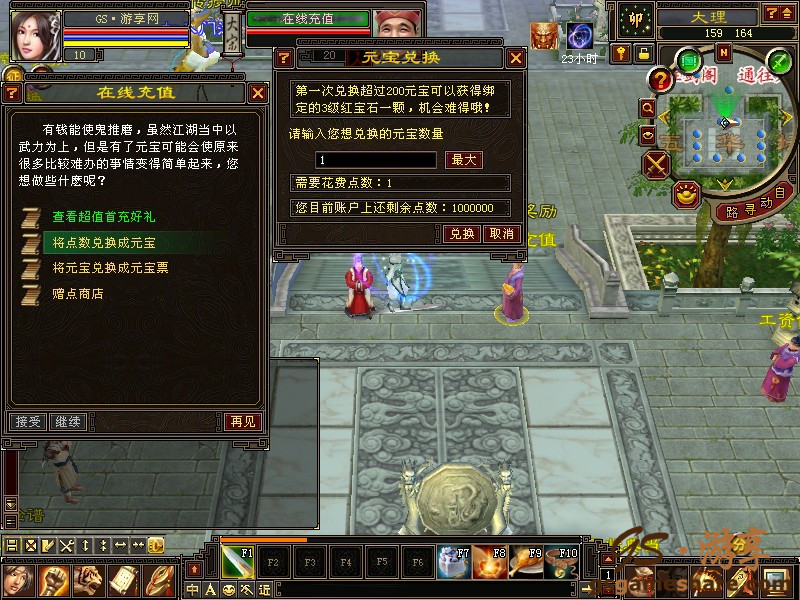 GS·游享网
10
在线充值
大宋
20
23小时
卯
大理
159 164
N
自动寻路
在线充值
有钱能使鬼推磨，虽然江湖当中以
武力为上，但是有了元宝可能会使原来
很多比较难办的事情变得简单起来，您
想做些什麽呢？
查看超值首充好礼
将点数兑换成元宝
将元宝兑换成元宝票
赠点商店
接受
继续
再见
元宝兑换
第一次兑换超过200元宝可以获得绑
定的3级红宝石一颗，机会难得哦！
请输入您想兑换的元宝数量
1
最大
需要花费点数：1
您目前账户上还剩余点数：1000000
兑换
取消
工资
F1
F2
F3
F4
F5
F6
F7
F8
F9
F10
中
A
近
1
GS·游享